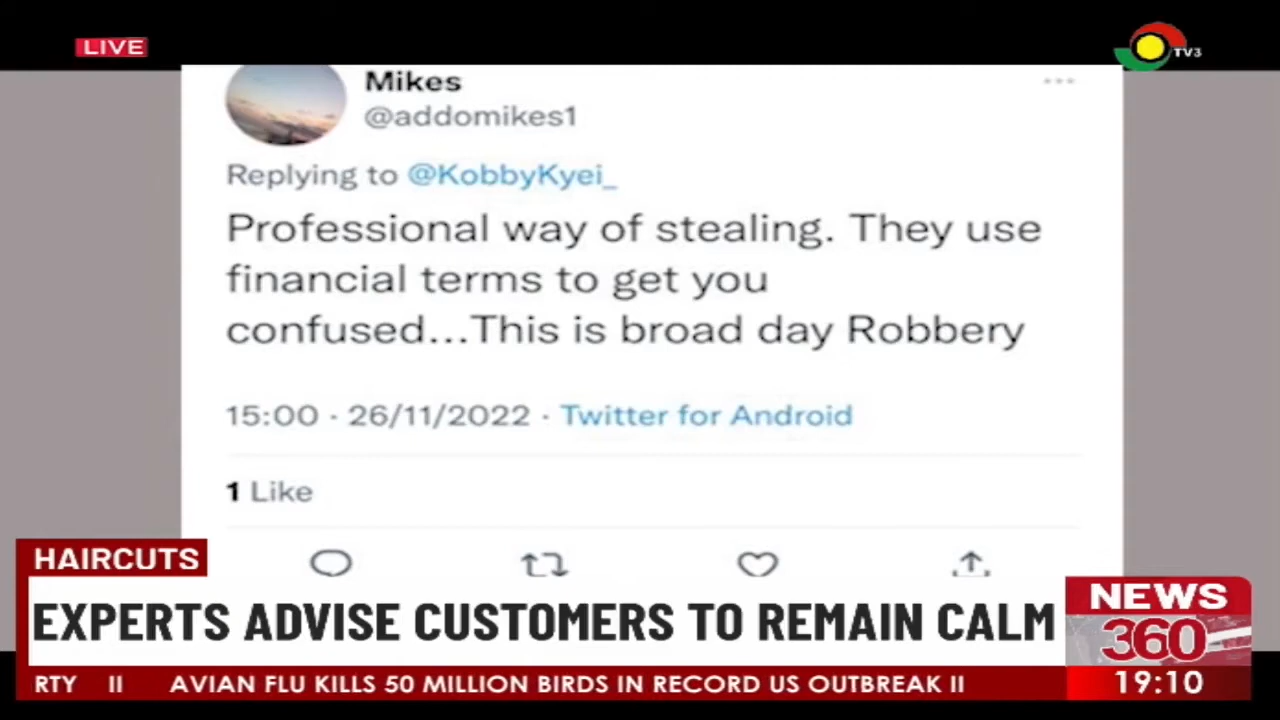 LIVE
TV3
Mikes
@addomikes1
Replying to @KobbyKyei_
Professional way of stealing. They use
financial terms to get you
confused...This is broad day Robbery
15:00 · 26/11/2022 · Twitter for Android
1 Like
HAIRCUTS
EXPERTS ADVISE CUSTOMERS TO REMAIN CALM
NEWS
360
RTY II AVIAN FLU KILLS 50 MILLION BIRDS IN RECORD US OUTBREAK II
19:10